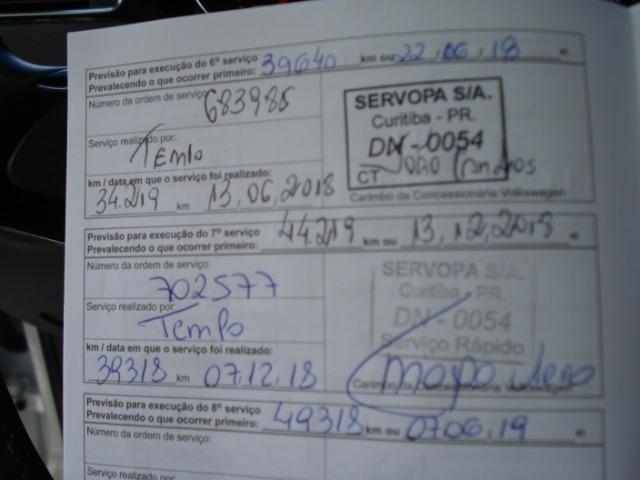 Previsão para execução do 6º serviço
Prevalecendo o que ocorrer primeiro: 39640 km ou 22, 06, 18
Número da ordem de serviço: 683985
SERVOPA S/A.
Curitiba - PR.
DN - 0054
CT
Serviço realizado por:
Tempo
Carimbo da Concessionária Volkswagen
km / data em que o serviço foi realizado:
34.219 km 13, 06, 2018
Previsão para execução do 7º serviço
Prevalecendo o que ocorrer primeiro: 44.219 km ou 13, 12, 2018
Número da ordem de serviço:
702577
SERVOPA S/A.
Curitiba - PR.
DN - 0054
Serviço Rápido
Serviço realizado por:
Tempo
Carimbo da Concessionária Volkswagen
km / data em que o serviço foi realizado:
39318 km 07, 12, 18
Previsão para execução do 8º serviço
Prevalecendo o que ocorrer primeiro: 49318 km ou 07, 06, 19
Número da ordem de serviço:
Serviço realizado por: